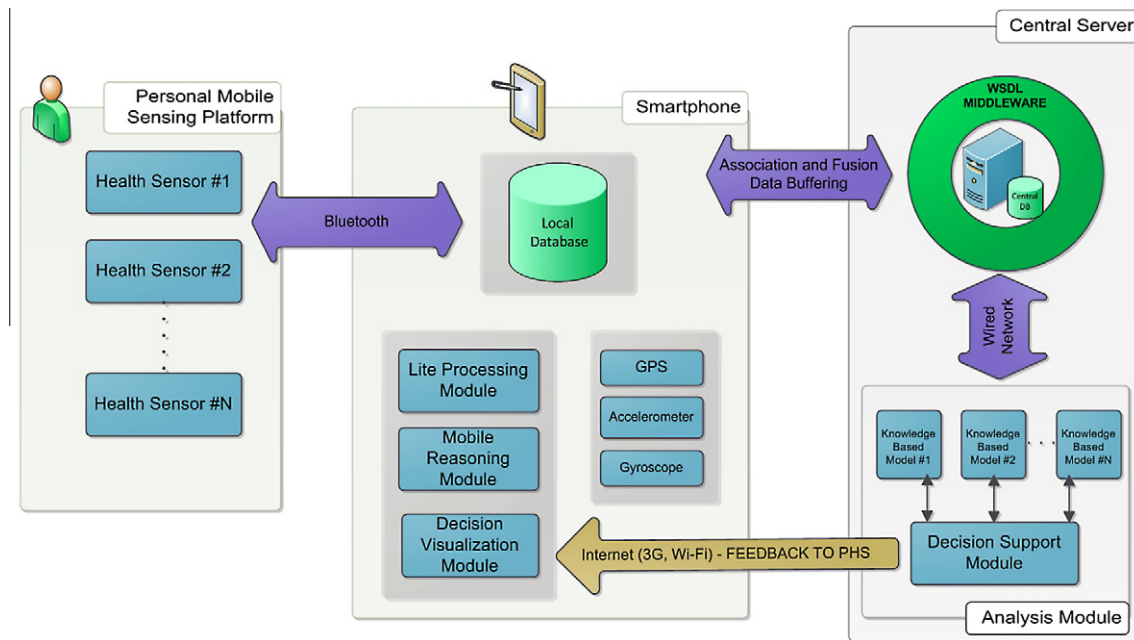 Central Server
Personal Mobile
Sensing Platform
Health Sensor #1
Health Sensor #2
Health Sensor #N
Bluetooth
Smartphone
Local
Database
Lite Processing
Module
Mobile
Reasoning
Module
Decision
Visualization
Module
GPS
Accelerometer
Gyroscope
Association and Fusion
Data Buffering
WSDL
MIDDLEWARE
Central
DB
Wired
Network
Knowledge
Based
Model #1
Knowledge
Based
Model #2
Knowledge
Based
Model #N
Decision Support
Module
Internet (3G, Wi-Fi) - FEEDBACK TO PHS
Analysis Module